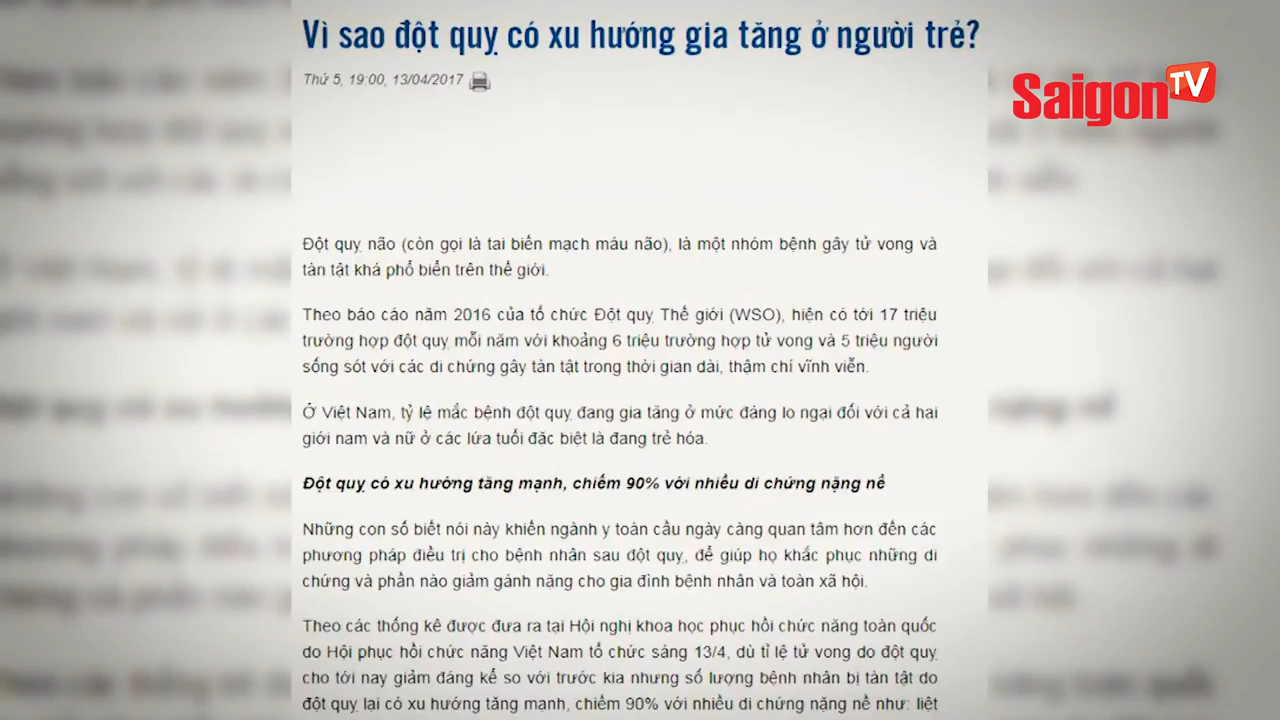 Vì sao đột quỵ có xu hướng gia tăng ở người trẻ?
Thứ 5, 19:00, 13/04/2017
Saigon TV
Đột quỵ não (còn gọi là tai biến mạch máu não), là một nhóm bệnh gây tử vong và
tàn tật khá phổ biến trên thế giới.
Theo báo cáo năm 2016 của tổ chức Đột quỵ Thế giới (WSO), hiện có tới 17 triệu
trường hợp đột quỵ mỗi năm với khoảng 6 triệu trường hợp tử vong và 5 triệu người
sống sót với các di chứng gây tàn tật trong thời gian dài, thậm chí vĩnh viễn.
Ở Việt Nam, tỷ lệ mắc bệnh đột quỵ đang gia tăng ở mức đáng lo ngại đối với cả hai
giới nam và nữ ở các lứa tuổi đặc biệt là đang trẻ hóa.
Đột quỵ có xu hướng tăng mạnh, chiếm 90% với nhiều di chứng nặng nề
Những con số biết nói này khiến ngành y toàn cầu ngày càng quan tâm hơn đến các
phương pháp điều trị cho bệnh nhân sau đột quỵ, để giúp họ khắc phục những di
chứng và phần nào giảm gánh nặng cho gia đình bệnh nhân và toàn xã hội.
Theo các thống kê được đưa ra tại Hội nghị khoa học phục hồi chức năng toàn quốc
do Hội phục hồi chức năng Việt Nam tổ chức sáng 13/4, dù tỉ lệ tử vong do đột quỵ
cho tới nay giảm đáng kể so với trước kia nhưng số lượng bệnh nhân bị tàn tật do
đột quỵ lại có xu hướng tăng mạnh, chiếm 90% với nhiều di chứng nặng nề như: liệt